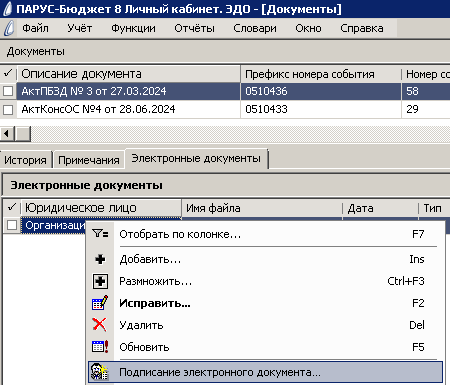 ПАРУС-Бюджет 8 Личный кабинет. ЭДО - [Документы]
Файл Учёт Функции Отчёты Словари Окно Справка
Документы
Описание документа Префикс номера события Номер со
АктПБЗД № 3 от 27.03.2024 0510436 58
АктКонсОС №4 от 28.06.2024 0510433 29
История Примечания Электронные документы
Электронные документы
Юридическое лицо Имя файла Дата Тип
Организац
Отобрать по колонке... F7
Добавить... Ins
Размножить... Ctrl+F3
Исправить... F2
Удалить Del
Обновить F5
Подписание электронного документа...